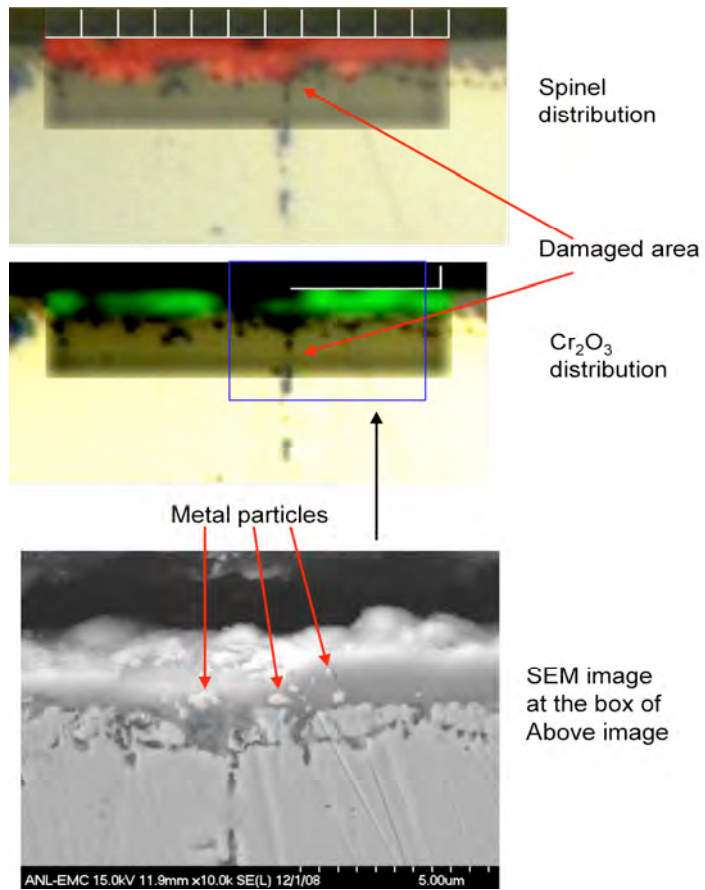 Spinel
distribution
Damaged area
Cr₂O₃
distribution
Metal particles
SEM image
at the box of
Above image
ANL-EMC 15.0kV 11.9mm x10.0k SE(L) 12/1/08 5.00um